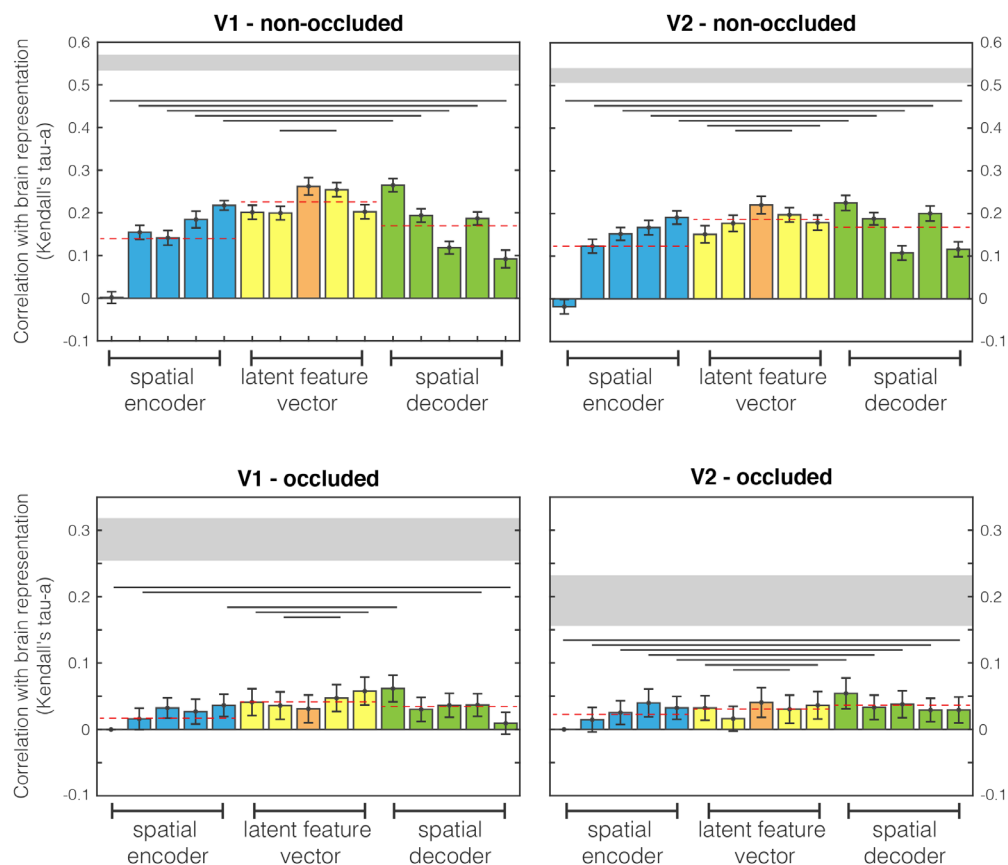 V1 - non-occluded
V2 - non-occluded
Correlation with brain representation
(Kendall's tau-a)
0.6
0.5
0.4
0.3
0.2
0.1
0
-0.1
0.6
0.5
0.4
0.3
0.2
0.1
0
-0.1
spatial
encoder
latent feature
vector
spatial
decoder
spatial
encoder
latent feature
vector
spatial
decoder
V1 - occluded
V2 - occluded
Correlation with brain representation
(Kendall's tau-a)
0.3
0.2
0.1
0
-0.1
0.3
0.2
0.1
0
-0.1
spatial
encoder
latent feature
vector
spatial
decoder
spatial
encoder
latent feature
vector
spatial
decoder